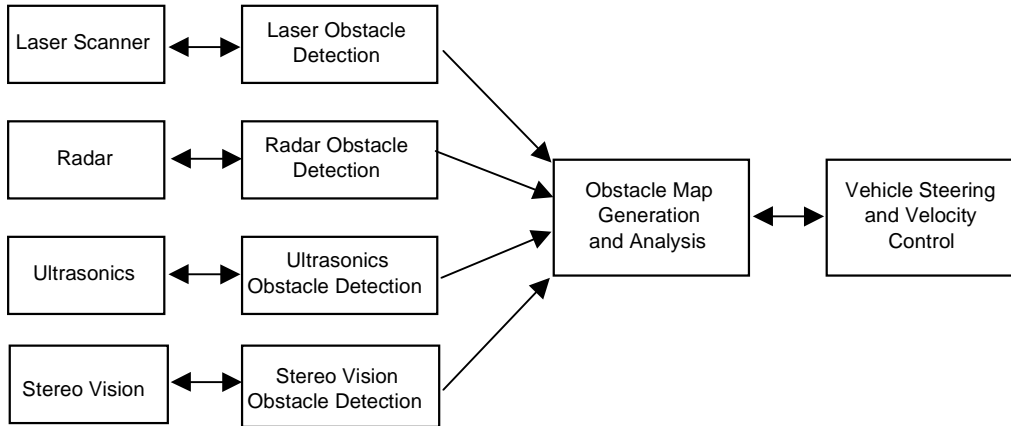 Laser Scanner
Laser Obstacle
Detection
Radar
Radar Obstacle
Detection
Ultrasonics
Ultrasonics
Obstacle Detection
Stereo Vision
Stereo Vision
Obstacle Detection
Obstacle Map
Generation
and Analysis
Vehicle Steering
and Velocity
Control